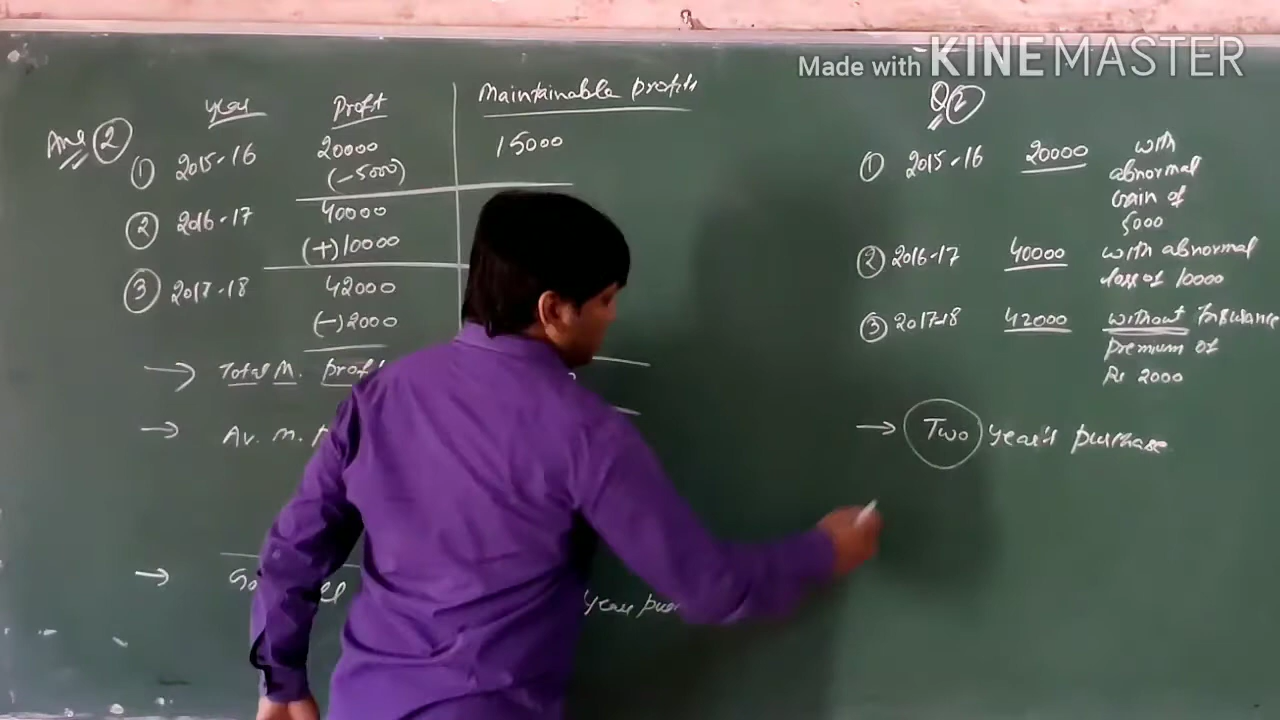 Made with KINEMASTER
Year Profit Maintainable profits
Ans 2
1 2015-16 20000 15000
(-5000)
2 2016-17 40000
(+) 10000
3 2017-18 42000
(-) 2000
→ Total M. profit
→ Av. M.
→
year
Q 2
1 2015-16 20000 with
abnormal
Gain of
5000
2 2016-17 40000 with abnormal
loss of 10000
3 2017-18 42000 without Insurance
premium of
Rs 2000
→ Two year's purchase